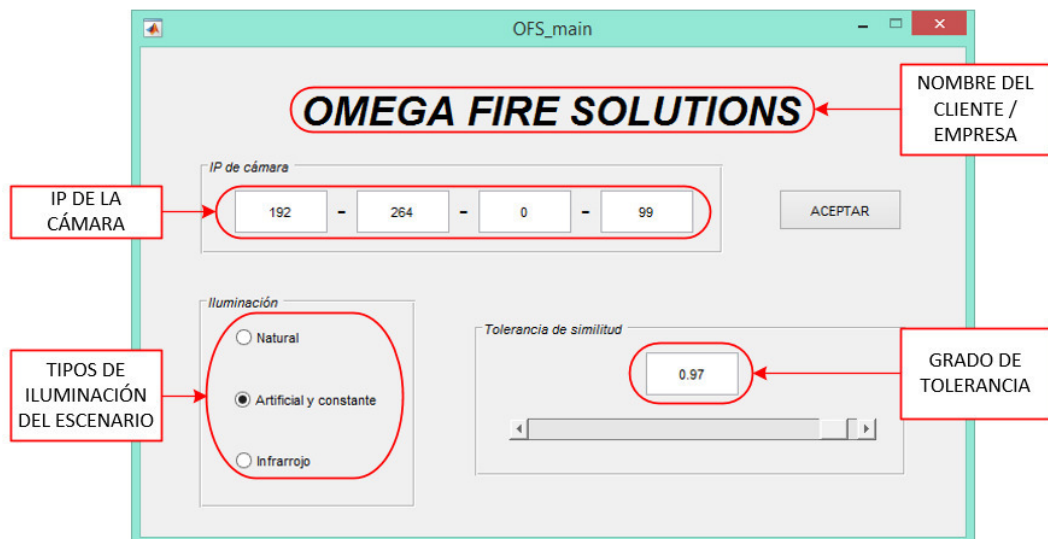 OFS_main
OMEGA FIRE SOLUTIONS
NOMBRE DEL
CLIENTE /
EMPRESA
IP de cámara
IP DE LA
CÁMARA
192 - 264 - 0 - 99
ACEPTAR
Iluminación
Natural
Artificial y constante
Infrarrojo
TIPOS DE
ILUMINACIÓN
DEL ESCENARIO
Tolerancia de similitud
0.97
GRADO DE
TOLERANCIA